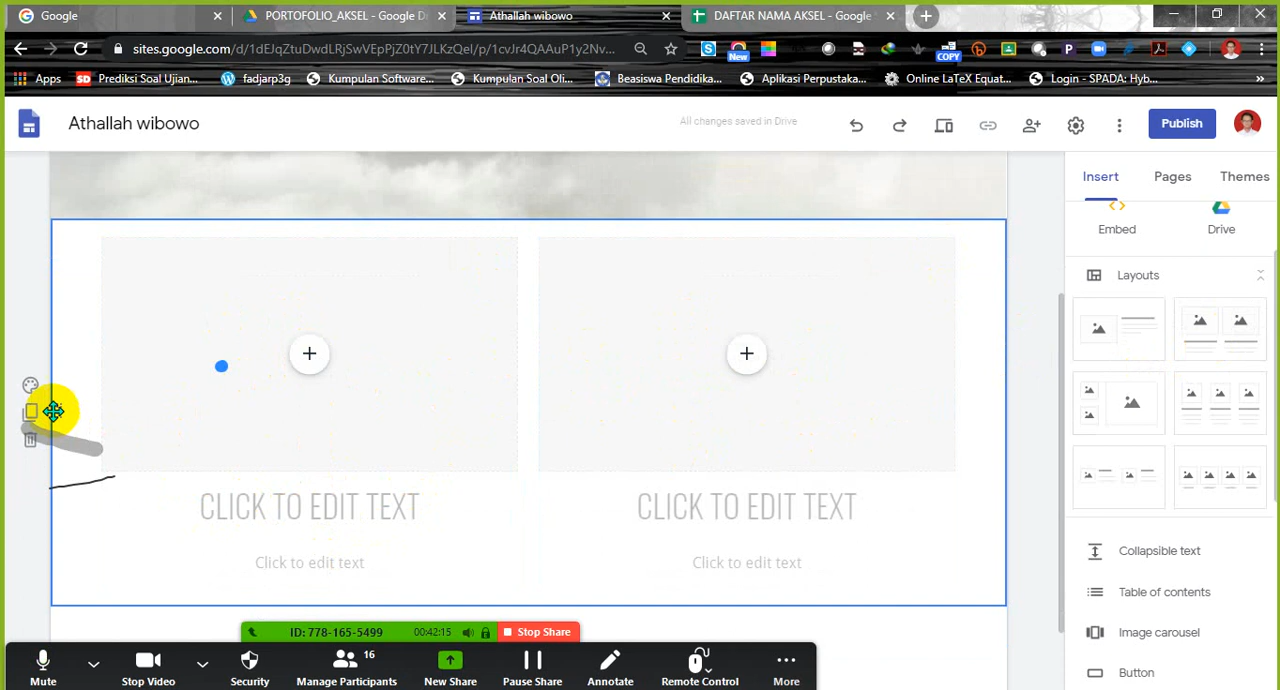 Google
PORTOFOLIO_AKSEL - Google Dr
Athallah wibowo
DAFTAR NAMA AKSEL - Google
sites.google.com/d/1dEJqZtuDwdLRjSwVEpPjZ0tY7JLKzQel/p/1cvJr4QAAuP1y2Nv...
New
COPY
Apps
Prediksi Soal Ujian...
fadjarp3g
Kumpulan Software...
Kumpulan Soal Oli...
Beasiswa Pendidika...
Aplikasi Perpustaka...
Online LaTeX Equat...
Login - SPADA: Hyb...
Athallah wibowo
All changes saved in Drive
Publish
Insert
Pages
Themes
Embed
Drive
Layouts
CLICK TO EDIT TEXT
CLICK TO EDIT TEXT
Click to edit text
Click to edit text
Collapsible text
Table of contents
Image carousel
Button
ID: 778-165-5499
00:42:15
Stop Share
Mute
Stop Video
Security
16
Manage Participants
New Share
Pause Share
Annotate
Remote Control
More